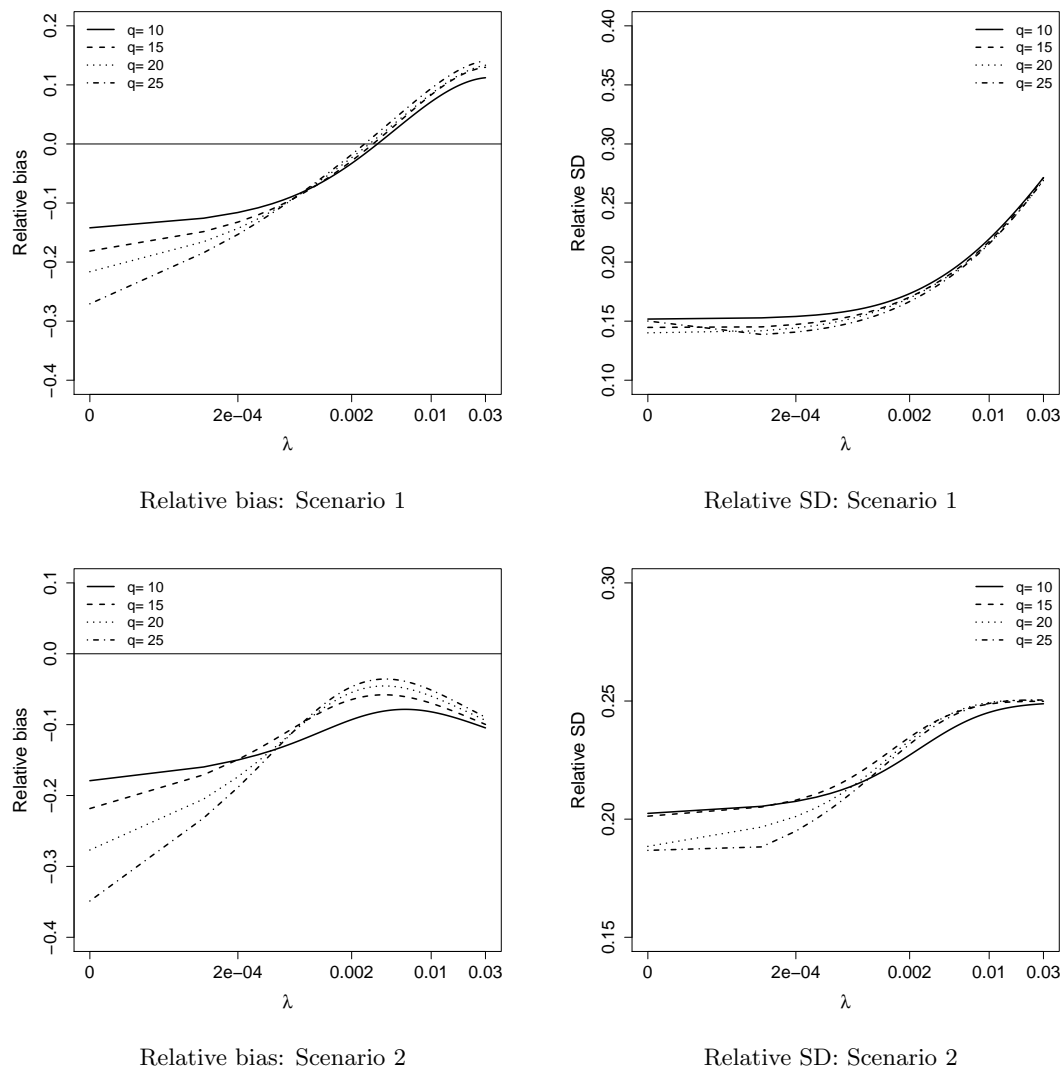 0.2
0.1
0.0
−0.1
−0.2
−0.3
−0.4
Relative bias
q= 10
q= 15
q= 20
q= 25
0 2e−04 0.002 0.01 0.03
λ
Relative bias: Scenario 1
0.40
0.30
0.25
0.20
0.15
0.10
Relative SD
q= 10
q= 15
q= 20
q= 25
0 2e−04 0.002 0.01 0.03
λ
Relative SD: Scenario 1
0.1
0.0
−0.1
−0.2
−0.3
−0.4
Relative bias
q= 10
q= 15
q= 20
q= 25
0 2e−04 0.002 0.01 0.03
λ
Relative bias: Scenario 2
0.30
0.25
0.20
0.15
Relative SD
q= 10
q= 15
q= 20
q= 25
0 2e−04 0.002 0.01 0.03
λ
Relative SD: Scenario 2